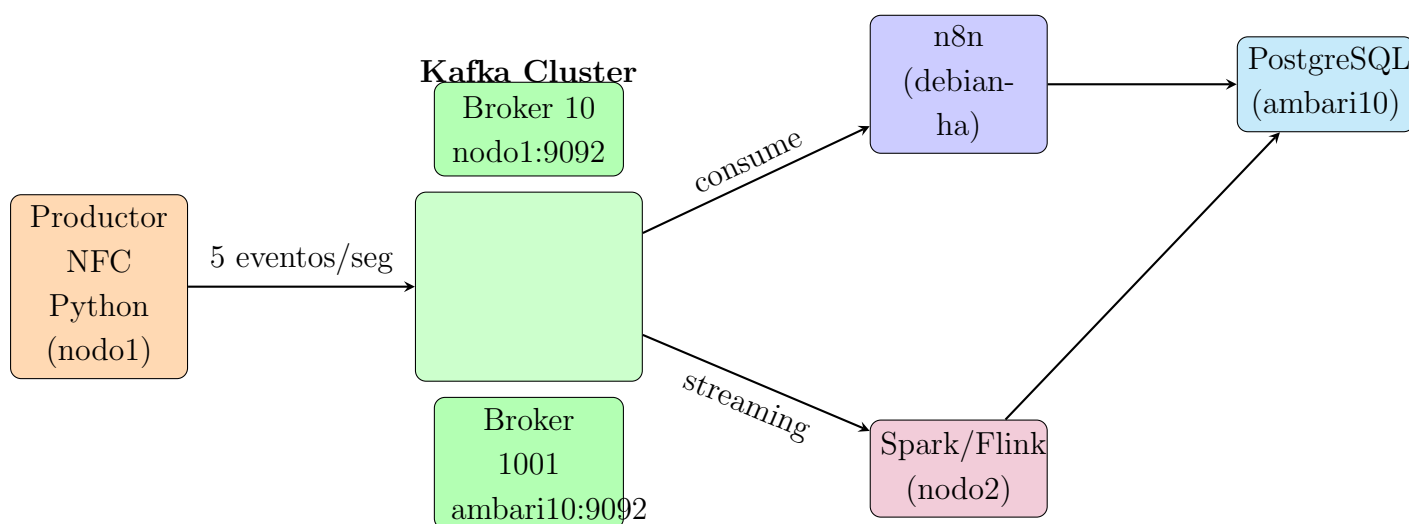 Productor
NFC
Python
(nodo1)
5 eventos/seg
Kafka Cluster
Broker 10
nodo1:9092
Broker
1001
ambari10:9092
consume
streaming
n8n
(debian-
ha)
Spark/Flink
(nodo2)
PostgreSQL
(ambari10)